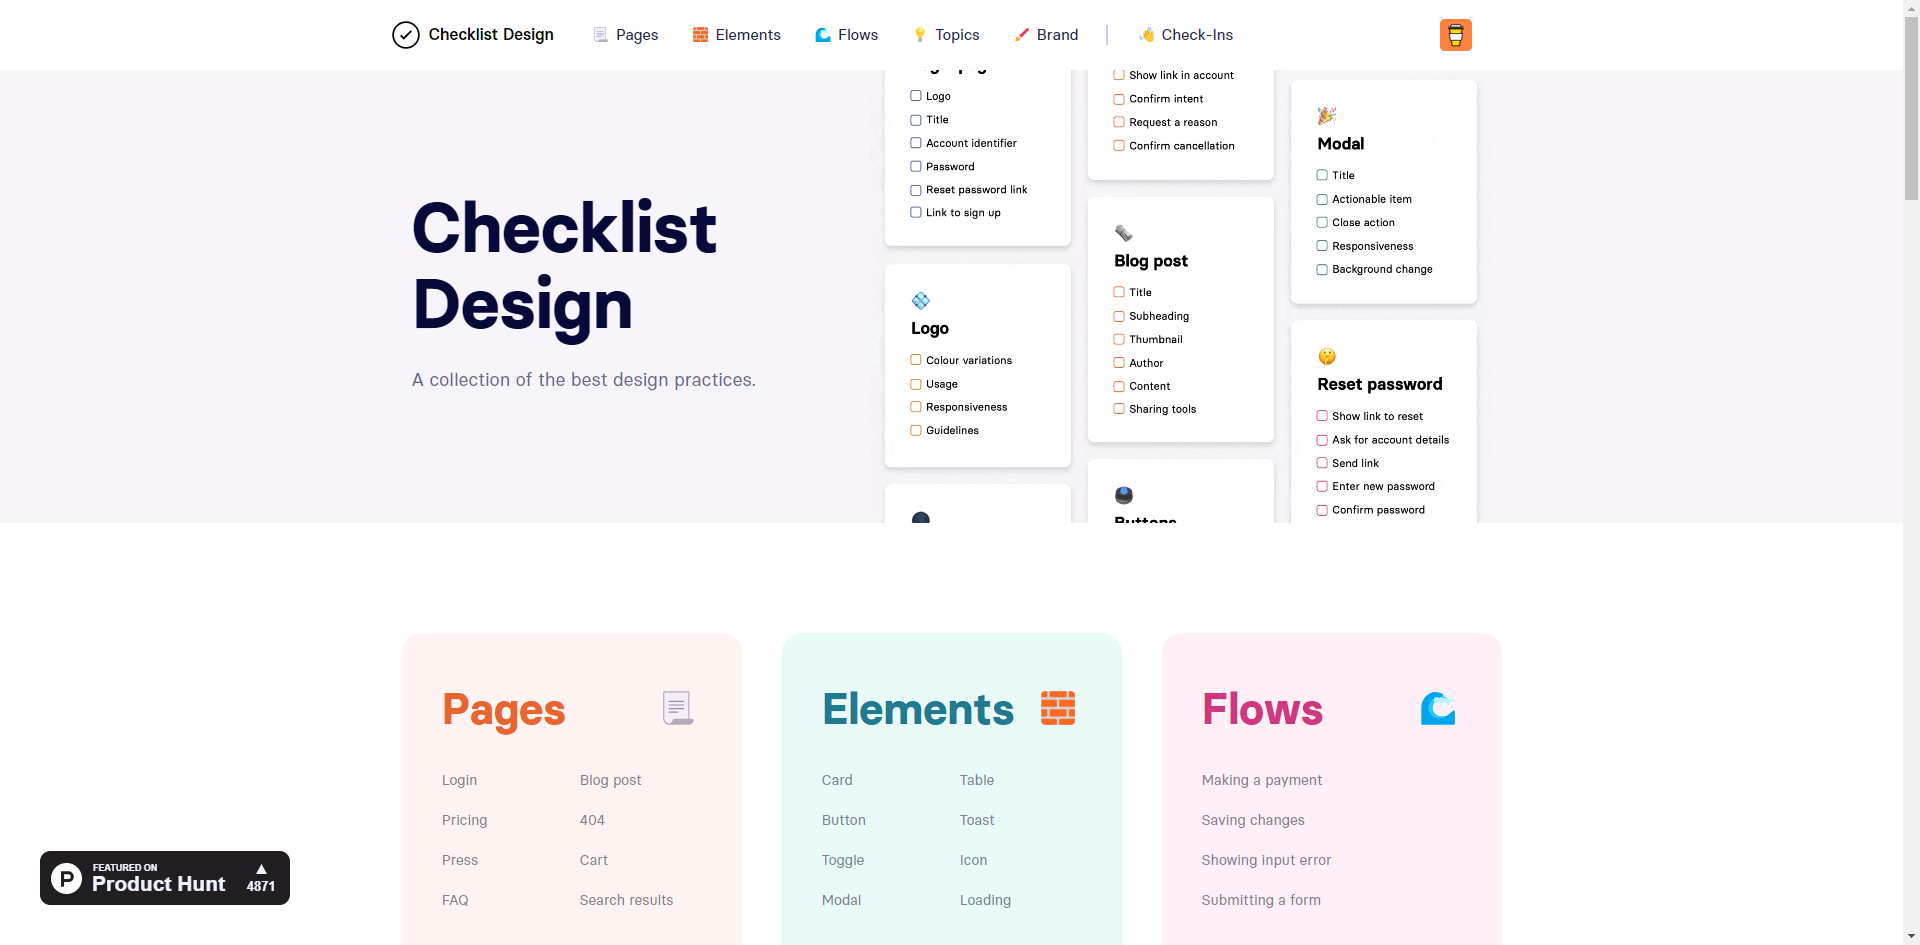 Checklist Design
Pages
Elements
Flows
Topics
Brand
Check-Ins
Checklist
Design
A collection of the best design practices.
Logo
Title
Account identifier
Password
Reset password link
Link to sign up
Logo
Colour variations
Usage
Responsiveness
Guidelines
Show link in account
Confirm intent
Request a reason
Confirm cancellation
Blog post
Title
Subheading
Thumbnail
Author
Content
Sharing tools
Buttons
Modal
Title
Actionable item
Close action
Responsiveness
Background change
Reset password
Show link to reset
Ask for account details
Send link
Enter new password
Confirm password
Pages
Login
Blog post
Pricing
404
Press
Cart
FAQ
Search results
Elements
Card
Table
Button
Toast
Toggle
Icon
Modal
Loading
Flows
Making a payment
Saving changes
Showing input error
Submitting a form
FEATURED ON
Product Hunt
4871